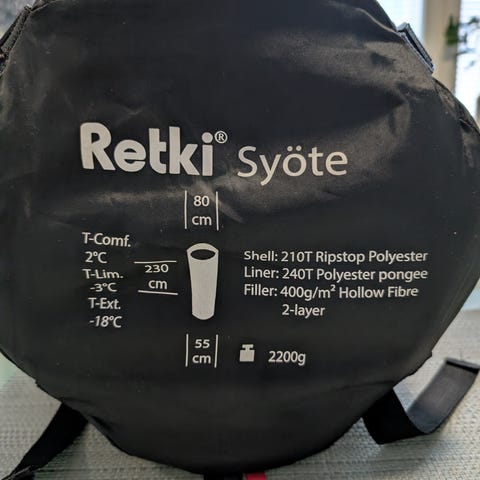 Retki® Syöte
80
cm
T-Comf.
2°C
T-Lim.
-3°C
T-Ext.
-18°C
230
cm
Shell: 210T Ripstop Polyester
Liner: 240T Polyester pongee
Filler: 400g/m² Hollow Fibre
2-layer
55
cm
2200g